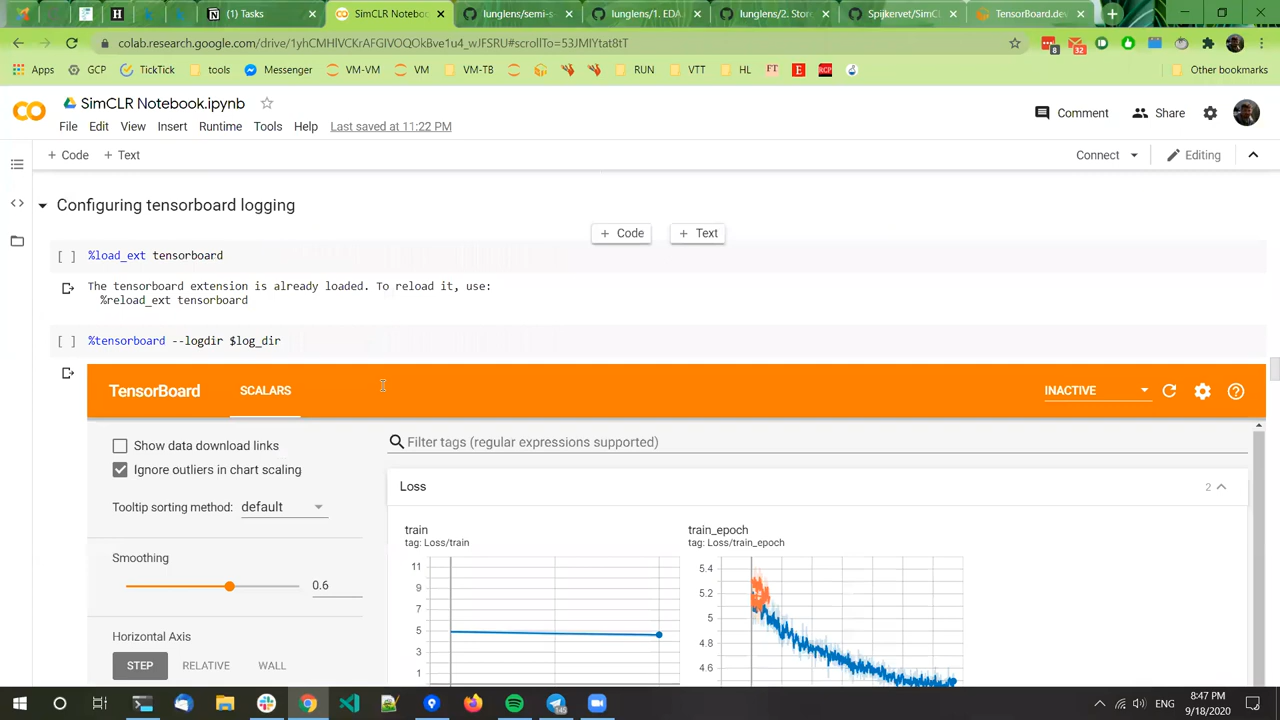 (1) Tasks
SimCLR Notebo
lunglens/semi-s
lunglens/1. EDA
lunglens/2. Stor
Spijkervet/SimC
TensorBoard.dev
colab.research.google.com/drive/1yhCMHlVCKrAFGIVOQOkBve1u4_wJFSRU#scrollTo=53JMIYtat8tT
8
32
Apps
GCP
TickTick
tools
Messenger
VM-VM
VM
VM-TB
RUN
VTT
HL
FT
E
RCP
Other bookmarks
SimCLR Notebook.ipynb
File Edit View Insert Runtime Tools Help Last saved at 11:22 PM
Comment
Share
+ Code + Text
Connect
Editing
Configuring tensorboard logging
+ Code + Text
[ ] %load_ext tensorboard
The tensorboard extension is already loaded. To reload it, use:
%reload_ext tensorboard
[ ] %tensorboard --logdir $log_dir
TensorBoard SCALARS INACTIVE
Show data download links
Ignore outliers in chart scaling
Tooltip sorting method: default
Smoothing
0.6
Horizontal Axis
STEP RELATIVE WALL
Filter tags (regular expressions supported)
Loss 2
train
tag: Loss/train
11
9
7
5
3
1
train_epoch
tag: Loss/train_epoch
5.4
5.2
5
4.8
4.6
ENG
8:47 PM
9/18/2020